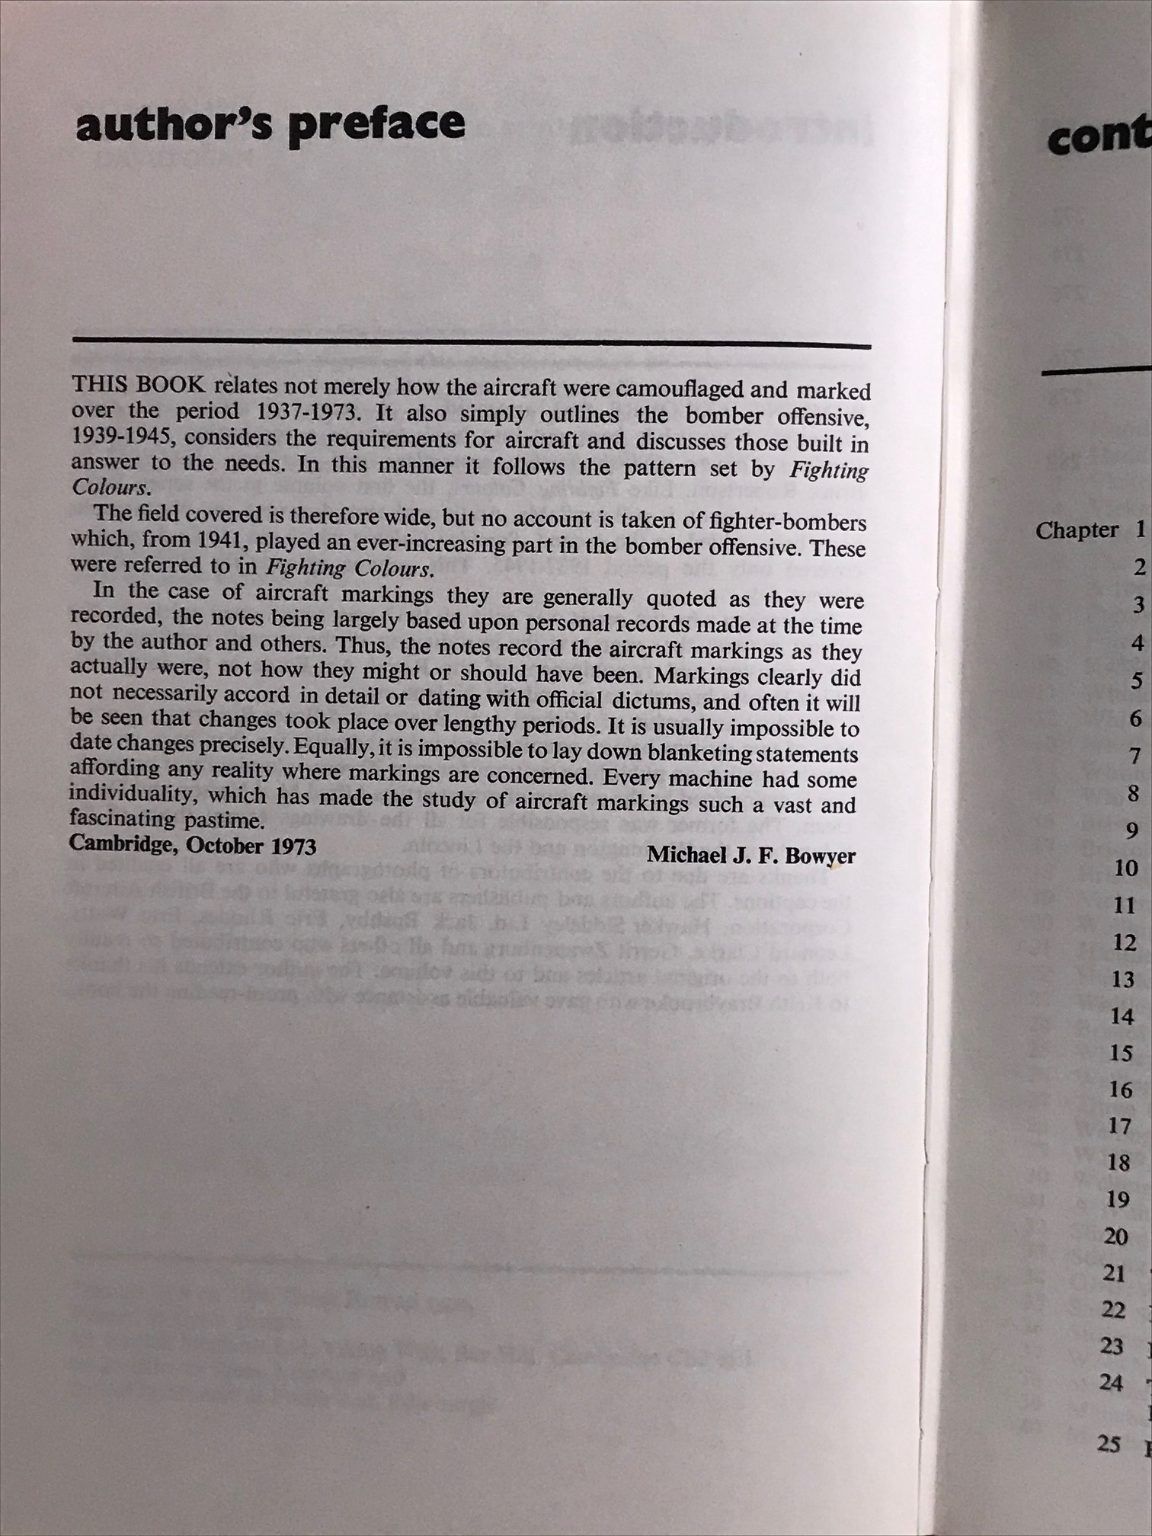 author's preface
THIS BOOK relates not merely how the aircraft were camouflaged and marked
over the period 1937-1973. It also simply outlines the bomber offensive,
1939-1945, considers the requirements for aircraft and discusses those built in
answer to the needs. In this manner it follows the pattern set by Fighting
Colours.
The field covered is therefore wide, but no account is taken of fighter-bombers
which, from 1941, played an ever-increasing part in the bomber offensive. These
were referred to in Fighting Colours.
In the case of aircraft markings they are generally quoted as they were
recorded, the notes being largely based upon personal records made at the time
by the author and others. Thus, the notes record the aircraft markings as they
actually were, not how they might or should have been. Markings clearly did
not necessarily accord in detail or dating with official dictums, and often it will
be seen that changes took place over lengthy periods. It is usually impossible to
date changes precisely. Equally, it is impossible to lay down blanketing statements
affording any reality where markings are concerned. Every machine had some
individuality, which has made the study of aircraft markings such a vast and
fascinating pastime.
Cambridge, October 1973 Michael J. F. Bowyer
cont
Chapter 1
2
3
4
5
6
7
8
9
10
11
12
13
14
15
16
17
18
19
20
21
22
23
24
25